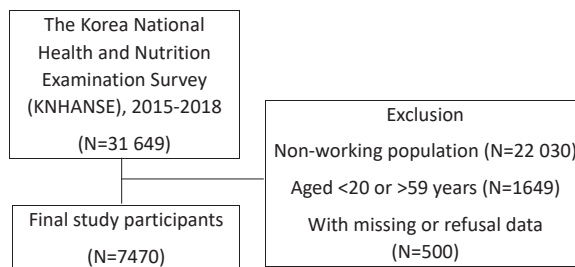 The Korea National
Health and Nutrition
Examination Survey
(KNHANSE), 2015-2018
(N=31 649)
Exclusion
Non-working population (N=22 030)
Aged <20 or >59 years (N=1649)
With missing or refusal data
(N=500)
Final study participants
(N=7470)